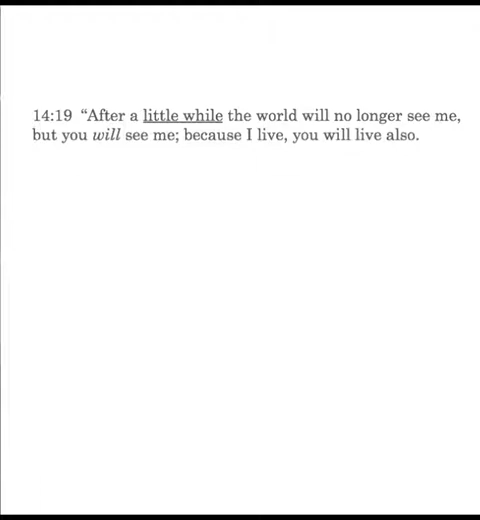 14:19 “After a little while the world will no longer see me,
but you will see me; because I live, you will live also.